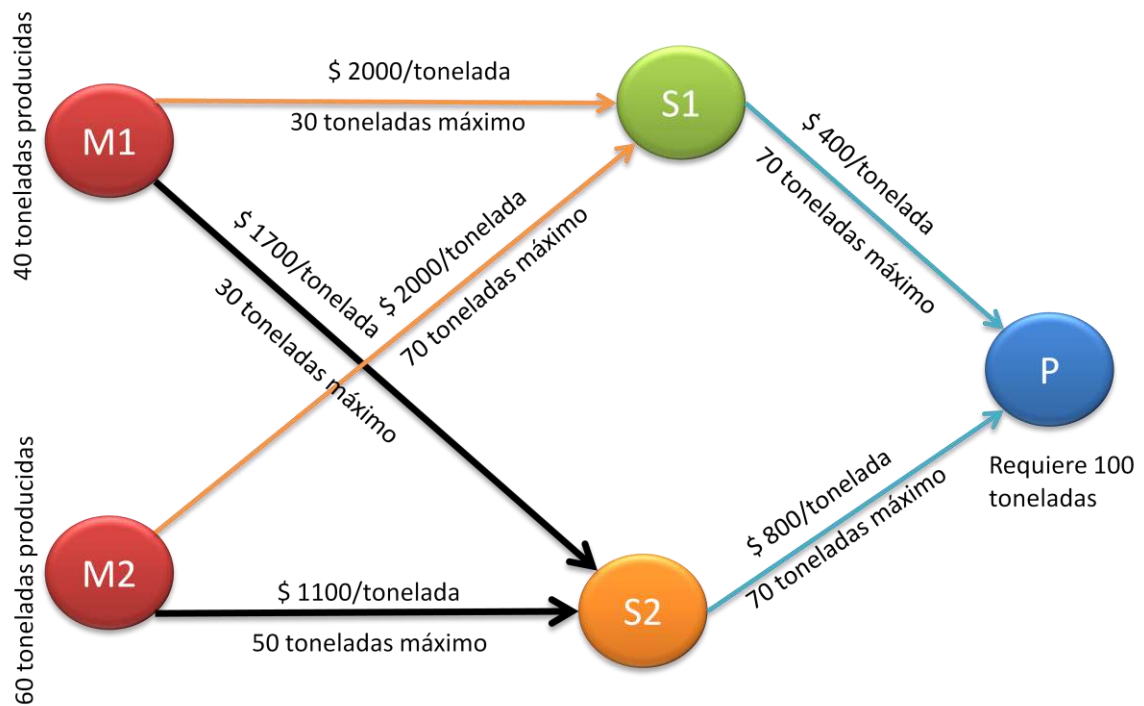 40 toneladas producidas
M1
$ 2000/tonelada
30 toneladas máximo
S1
$ 400/tonelada
70 toneladas máximo
$ 1700/tonelada
30 toneladas máximo
$ 2000/tonelada
70 toneladas máximo
P
Requiere 100
toneladas
60 toneladas producidas
M2
$ 1100/tonelada
50 toneladas máximo
S2
$ 800/tonelada
70 toneladas máximo